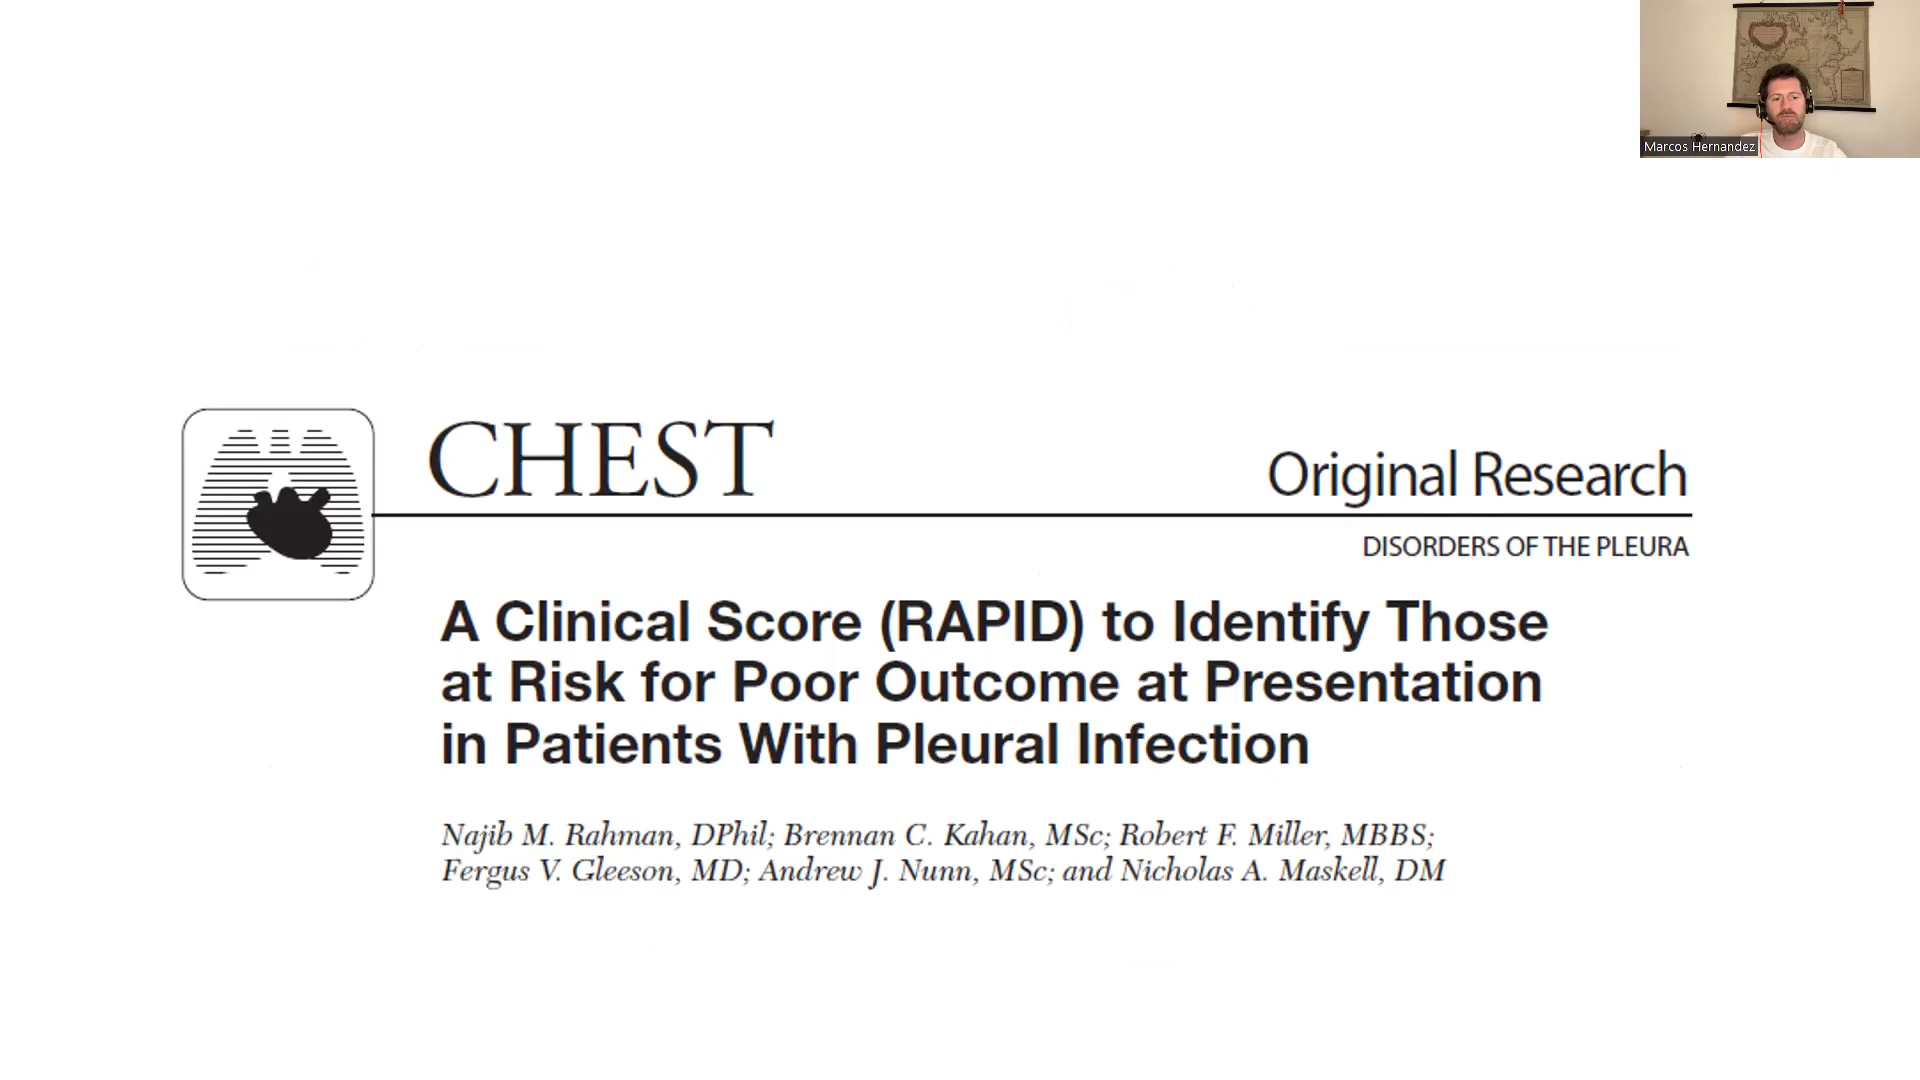 Marcos Hernandez
CHEST
Original Research
DISORDERS OF THE PLEURA
A Clinical Score (RAPID) to Identify Those
at Risk for Poor Outcome at Presentation
in Patients With Pleural Infection
Najib M. Rahman, DPhil; Brennan C. Kahan, MSc; Robert F. Miller, MBBS;
Fergus V. Gleeson, MD; Andrew J. Nunn, MSc; and Nicholas A. Maskell, DM